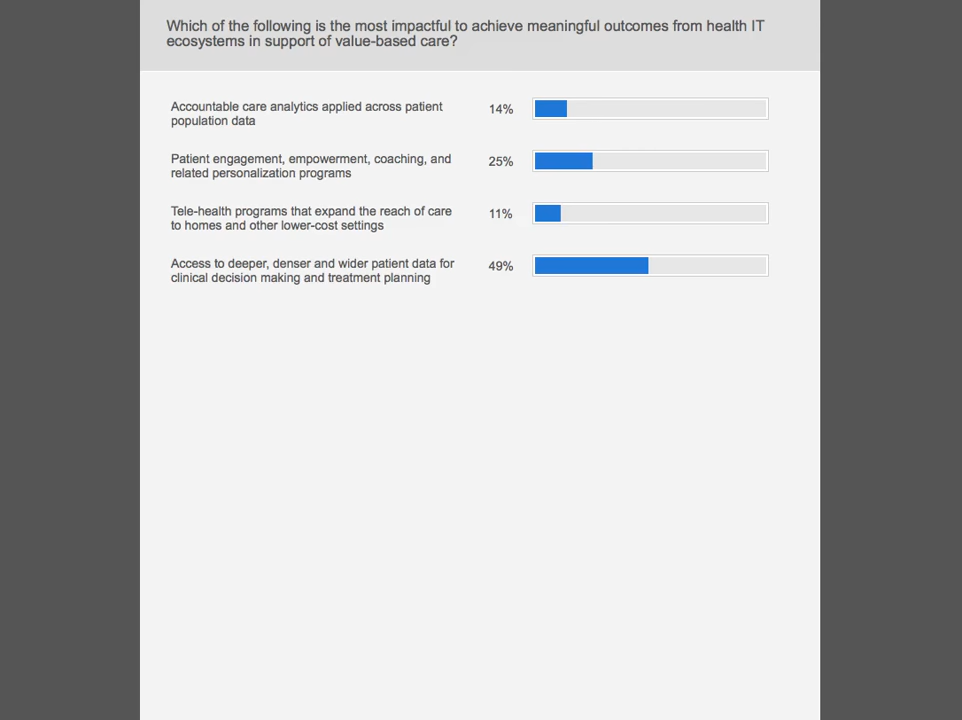 Which of the following is the most impactful to achieve meaningful outcomes from health IT
ecosystems in support of value-based care?
Accountable care analytics applied across patient
population data
14%
Patient engagement, empowerment, coaching, and
related personalization programs
25%
Tele-health programs that expand the reach of care
to homes and other lower-cost settings
11%
Access to deeper, denser and wider patient data for
clinical decision making and treatment planning
49%